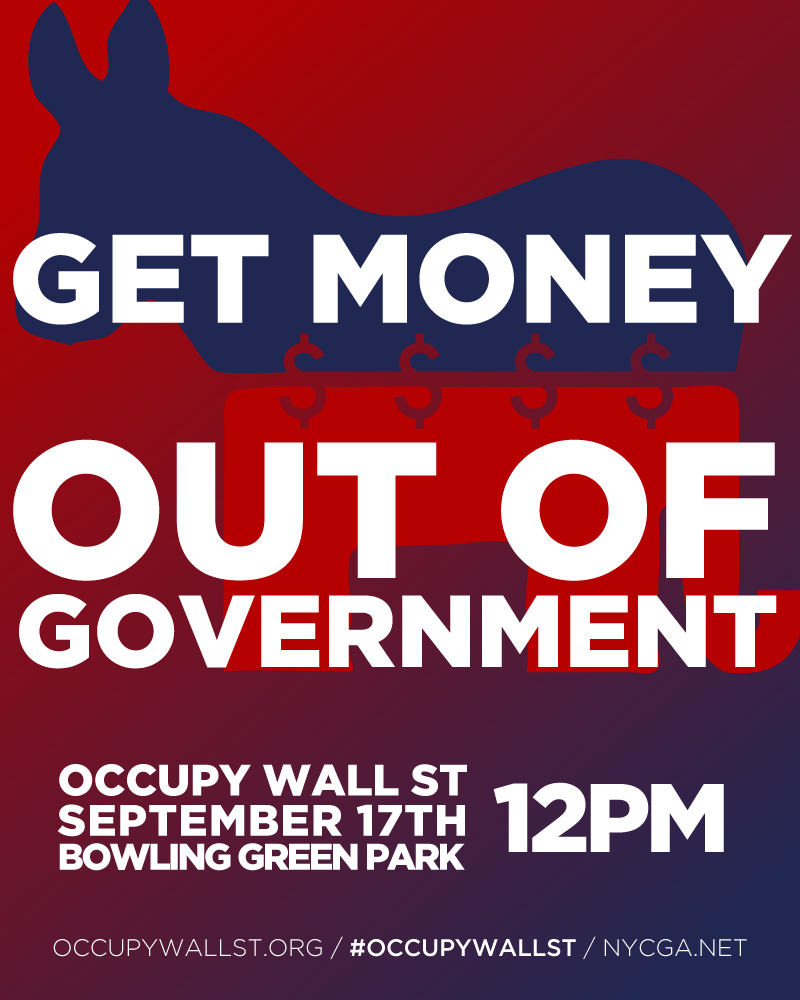 GET MONEY
OUT OF
GOVERNMENT
$ $ $ $
OCCUPY WALL ST
SEPTEMBER 17TH
BOWLING GREEN PARK
12PM
OCCUPYWALLST.ORG / #OCCUPYWALLST / NYCGA.NET